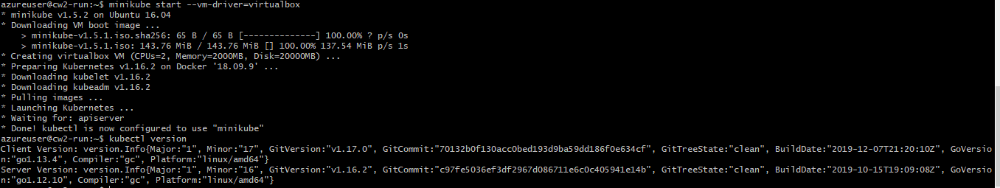 azureuser@cw2-run:~$ minikube start --vm-driver=virtualbox
* minikube v1.5.2 on Ubuntu 16.04
* Downloading VM boot image ...
    > minikube-v1.5.1.iso.sha256: 65 B / 65 B [--------------] 100.00% ? p/s 0s
    > minikube-v1.5.1.iso: 143.76 MiB / 143.76 MiB [] 100.00% 137.54 MiB p/s 1s
* Creating virtualbox VM (CPUs=2, Memory=2000MB, Disk=20000MB) ...
* Preparing Kubernetes v1.16.2 on Docker '18.09.9' ...
* Downloading kubelet v1.16.2
* Downloading kubeadm v1.16.2
* Pulling images ...
* Launching Kubernetes ...
* Waiting for: apiserver
* Done! kubectl is now configured to use "minikube"
azureuser@cw2-run:~$ kubectl version
Client Version: version.Info{Major:"1", Minor:"17", GitVersion:"v1.17.0", GitCommit:"70132b0f130acc0bed193d9ba59dd186f0e634cf", GitTreeState:"clean", BuildDate:"2019-12-07T21:20:10Z", GoVersio
n:"go1.13.4", Compiler:"gc", Platform:"linux/amd64"}
Server Version: version.Info{Major:"1", Minor:"16", GitVersion:"v1.16.2", GitCommit:"c97fe5036ef3df2967d086711e6c0c405941e14b", GitTreeState:"clean", BuildDate:"2019-10-15T19:09:08Z", GoVersio
n:"go1.12.10", Compiler:"gc", Platform:"linux/amd64"}